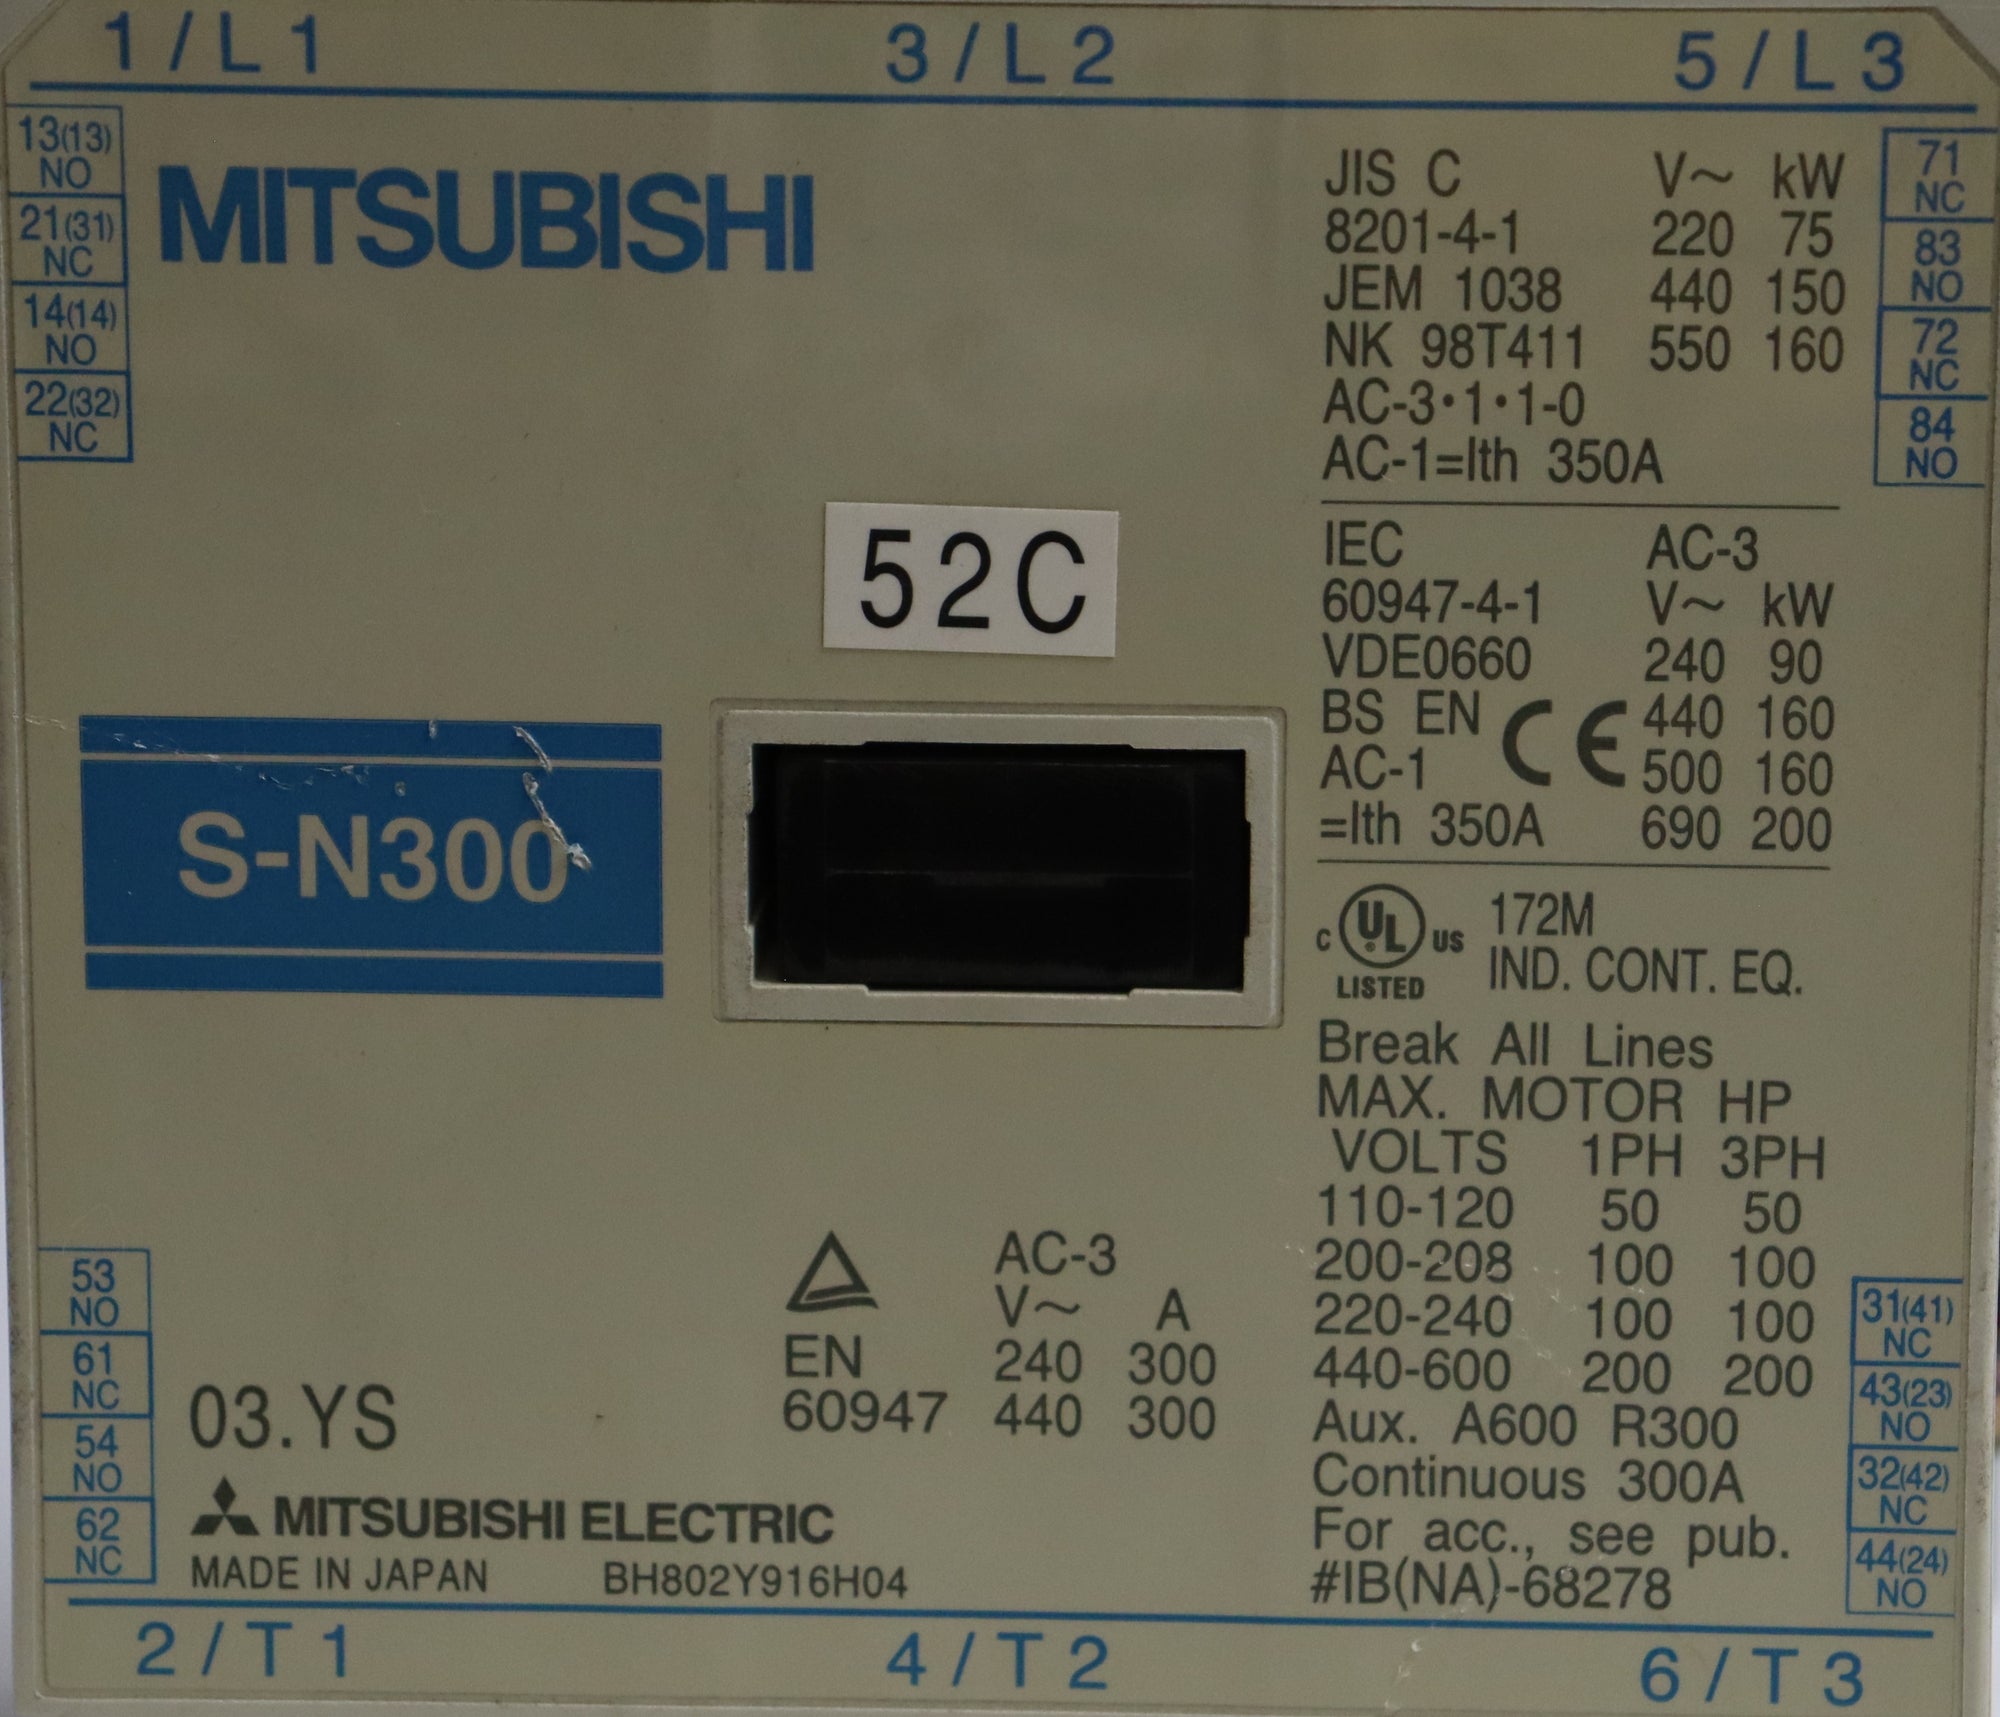 1/L1 3/L2 5/L3
13(13)
NO
21(31)
NC
14(14)
NO
22(32)
NC
MITSUBISHI
JIS C V~ kW
8201-4-1 220 75
JEM 1038 440 150
NK 98T411 550 160
AC-3•1•1-0
AC-1=Ith 350A
71
NC
83
NO
72
NC
84
NO
52C
IEC AC-3
60947-4-1 V~ kW
VDE0660 240 90
BS EN CE 440 160
AC-1 500 160
=Ith 350A 690 200
S-N300
C UL US 172M
LISTED IND. CONT. EQ.
Break All Lines
MAX. MOTOR HP
VOLTS 1PH 3PH
110-120 50 50
200-208 100 100
220-240 100 100
440-600 200 200
Aux. A600 R300
Continuous 300A
For acc., see pub.
#IB(NA)-68278
AC-3
V~ A
EN 240 300
60947 440 300
53
NO
61
NC
54
NO
62
NC
03.YS
MITSUBISHI ELECTRIC
MADE IN JAPAN BH802Y916H04
31(41)
NC
43(23)
NO
32(42)
NC
44(24)
NO
2/T1 4/T2 6/T3